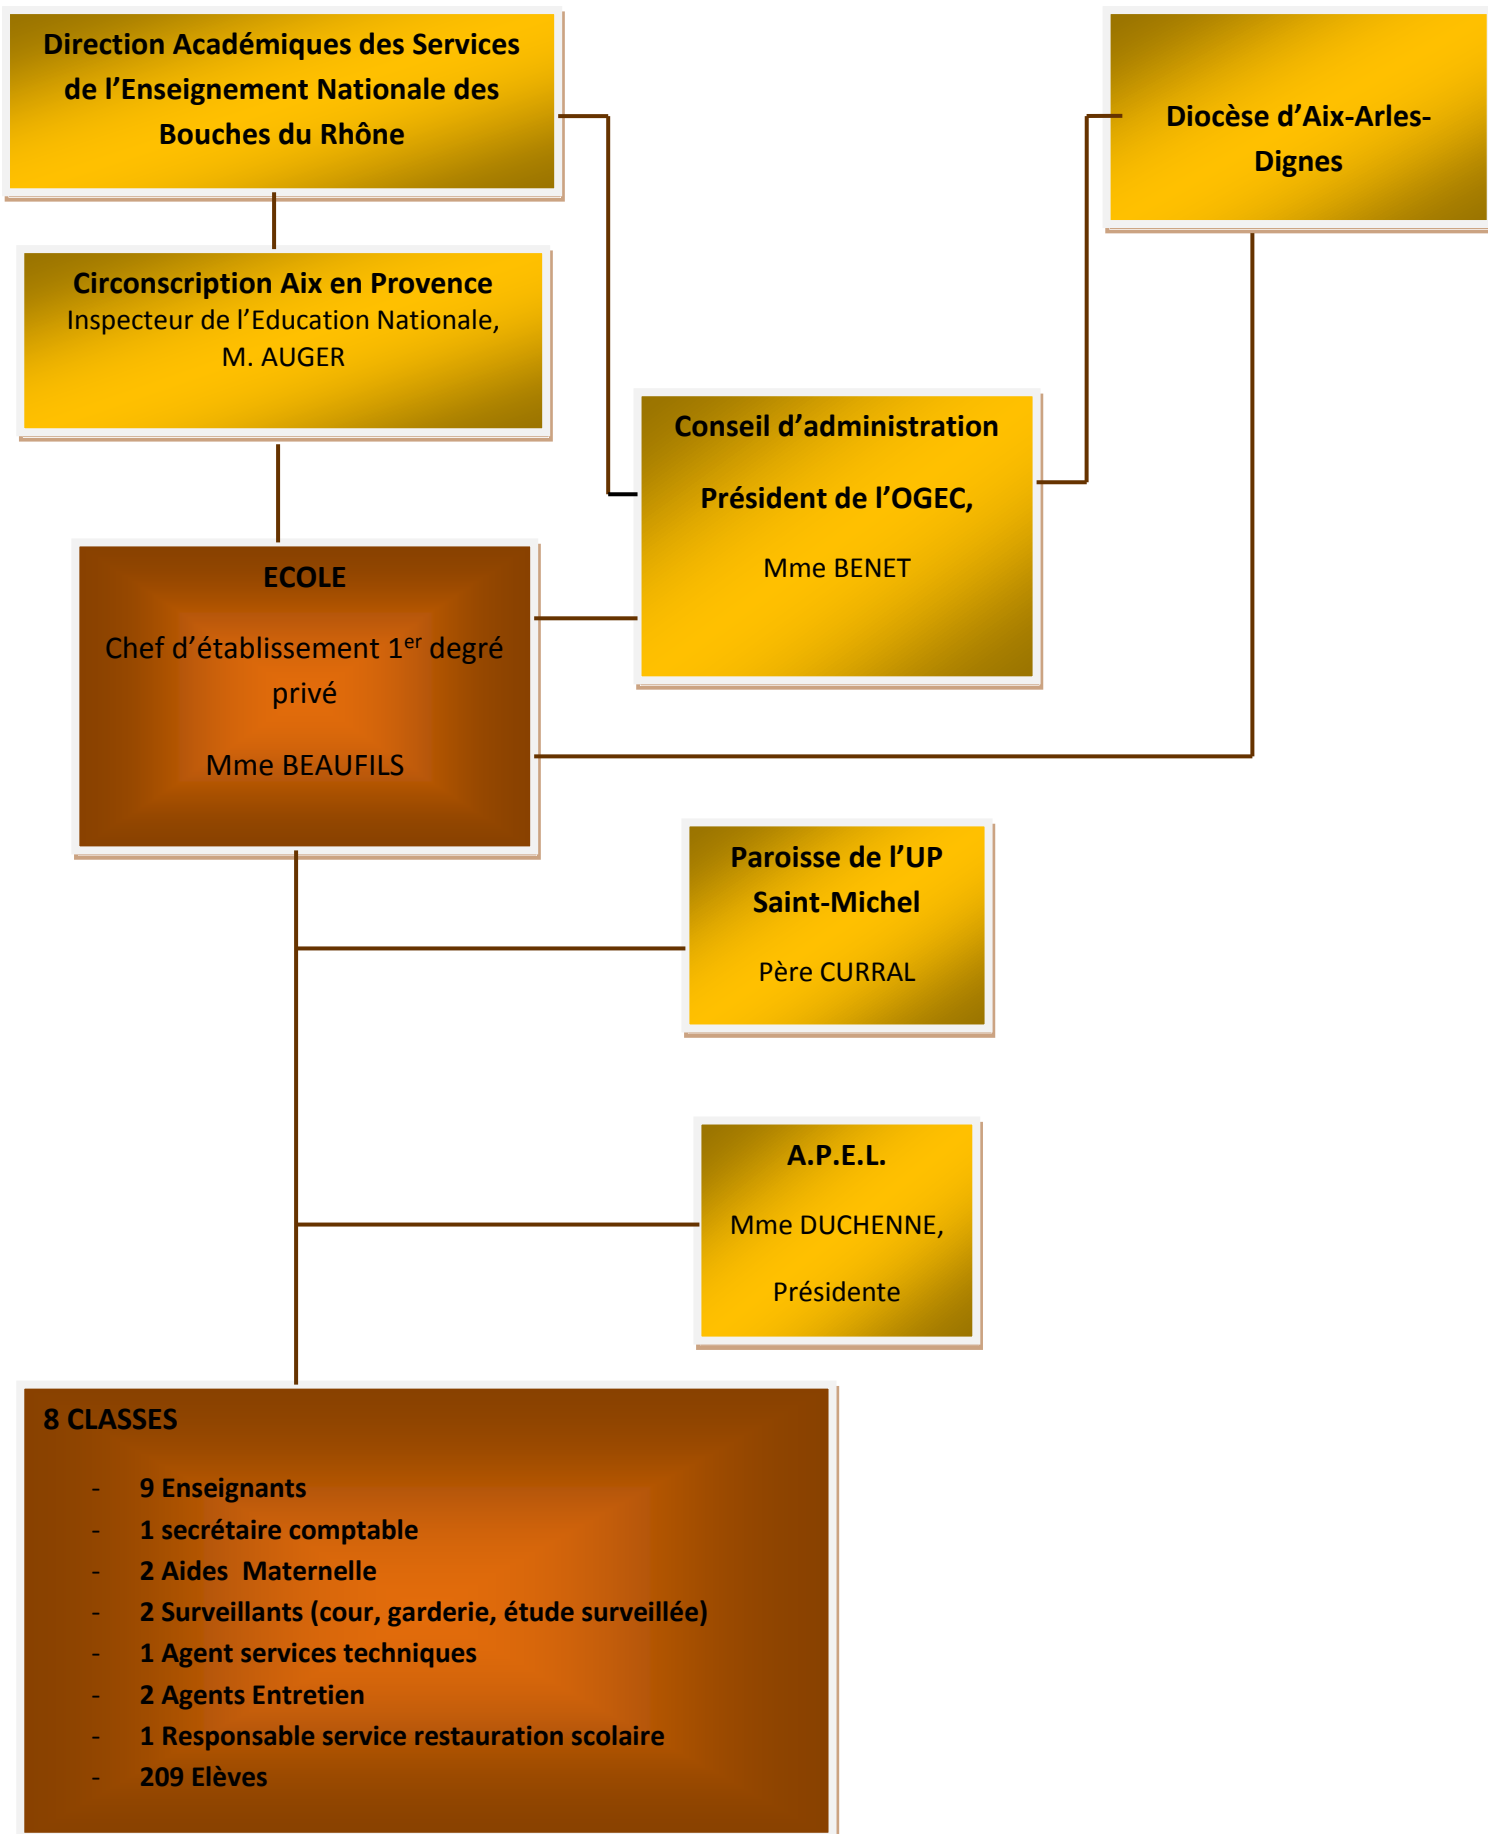 Direction Académiques des Services
de l’Enseignement Nationale des
Bouches du Rhône
Diocèse d’Aix-Arles-
Dignes
Circonscription Aix en Provence
Inspecteur de l’Education Nationale,
M. AUGER
Conseil d’administration
Président de l’OGEC,
Mme BENET
ECOLE
Chef d’établissement 1er degré
privé
Mme BEAUFILS
Paroisse de l’UP
Saint-Michel
Père CURRAL
A.P.E.L.
Mme DUCHENNE,
Présidente
8 CLASSES
- 9 Enseignants
- 1 secrétaire comptable
- 2 Aides Maternelle
- 2 Surveillants (cour, garderie, étude surveillée)
- 1 Agent services techniques
- 2 Agents Entretien
- 1 Responsable service restauration scolaire
- 209 Elèves